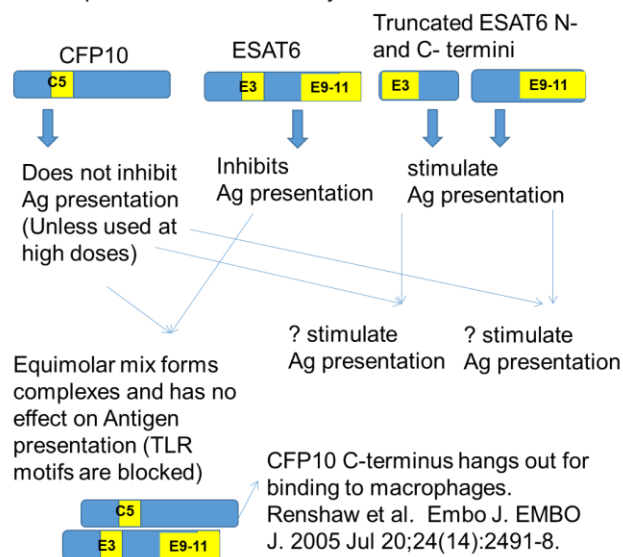 CFP10
ESAT6
Truncated ESAT6 N-
and C- termini
C5
E3
E9-11
E3
E9-11
Does not inhibit
Ag presentation
(Unless used at
high doses)
Inhibits
Ag presentation
stimulate
Ag presentation
? stimulate
Ag presentation
? stimulate
Ag presentation
Equimolar mix forms
complexes and has no
effect on Antigen
presentation (TLR
motifs are blocked)
C5
E3
E9-11
CFP10 C-terminus hangs out for
binding to macrophages.
Renshaw et al. Embo J. EMBO
J. 2005 Jul 20;24(14):2491-8.